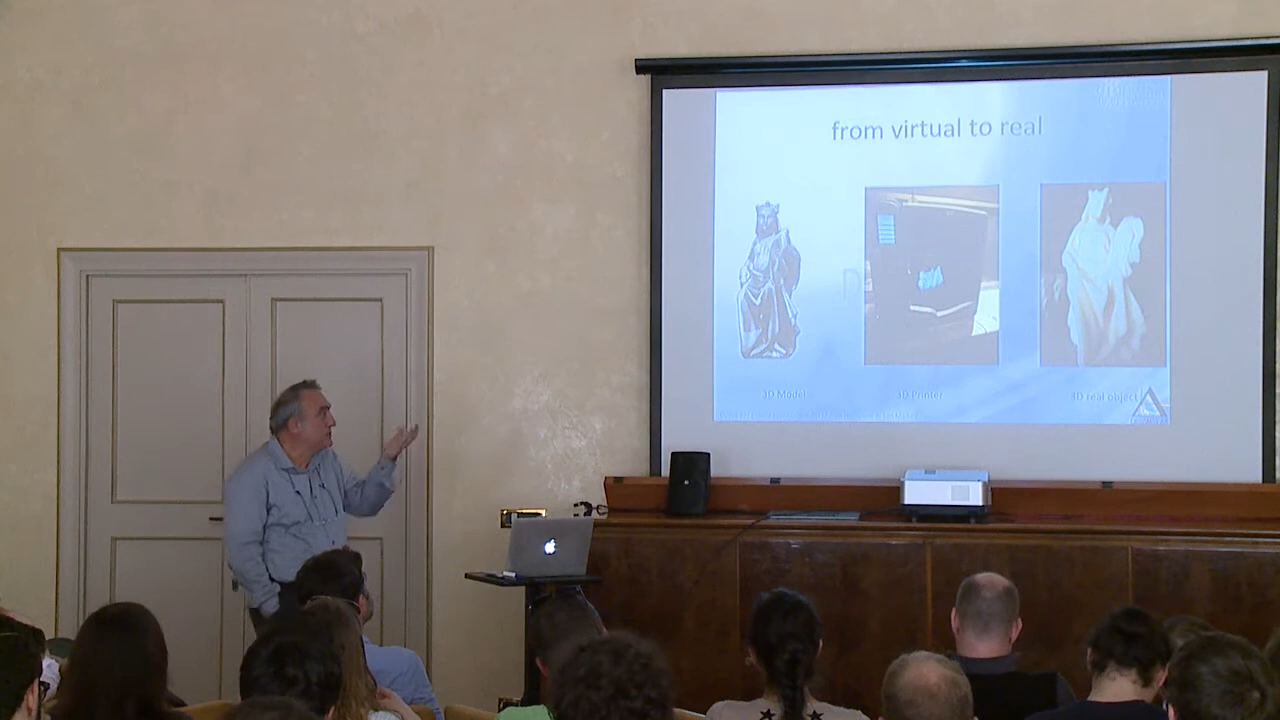 from virtual to real
3D Model
3D Printer
3D real object